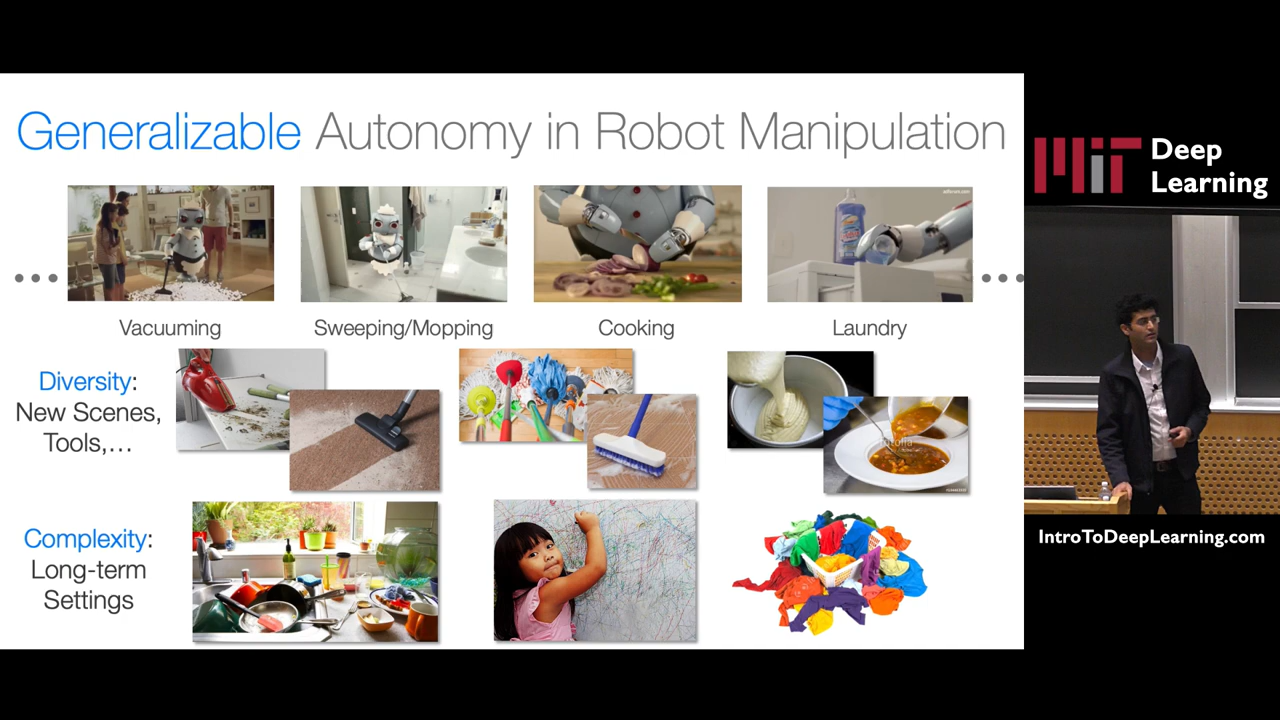 Generalizable Autonomy in Robot Manipulation
Vacuuming
Sweeping/Mopping
Cooking
Laundry
Diversity:
New Scenes,
Tools,…
Complexity:
Long-term
Settings
MIT Deep
Learning
IntroToDeepLearning.com